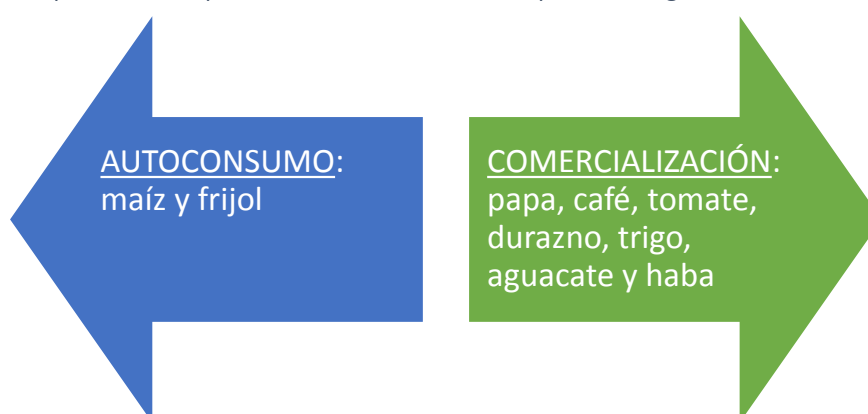 AUTOCONSUMO:
maíz y frijol
COMERCIALIZACIÓN:
papa, café, tomate,
durazno, trigo,
aguacate y haba